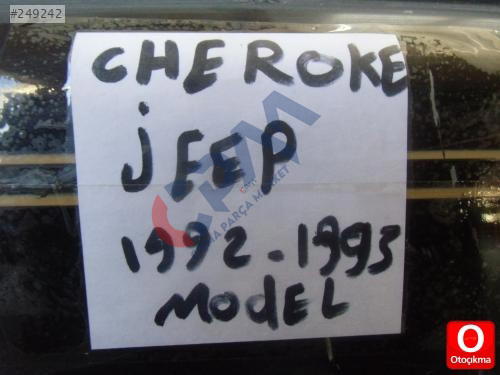 #249242
CHEROKE
jEEP
1992-1993
MODEL
Otoçıkma